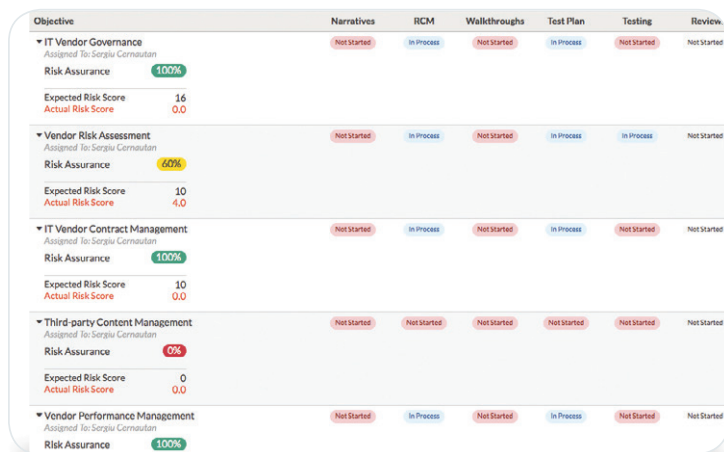 Objective Narratives RCM Walkthroughs Test Plan Testing Review
IT Vendor Governance Not Started In Process Not Started In Process Not Started Not Started
Assigned To: Sergiu Cernautan
Risk Assurance 100%
Expected Risk Score 16
Actual Risk Score 0.0
Vendor Risk Assessment Not Started In Process Not Started In Process In Process Not Started
Assigned To: Sergiu Cernautan
Risk Assurance 60%
Expected Risk Score 10
Actual Risk Score 4.0
IT Vendor Contract Management Not Started In Process Not Started In Process Not Started Not Started
Assigned To: Sergiu Cernautan
Risk Assurance 100%
Expected Risk Score 10
Actual Risk Score 0.0
Third-party Content Management Not Started Not Started Not Started Not Started Not Started Not Started
Assigned To: Sergiu Cernautan
Risk Assurance 0%
Expected Risk Score 0
Actual Risk Score 0.0
Vendor Performance Management Not Started In Process Not Started In Process Not Started Not Started
Assigned To: Sergiu Cernautan
Risk Assurance 100%